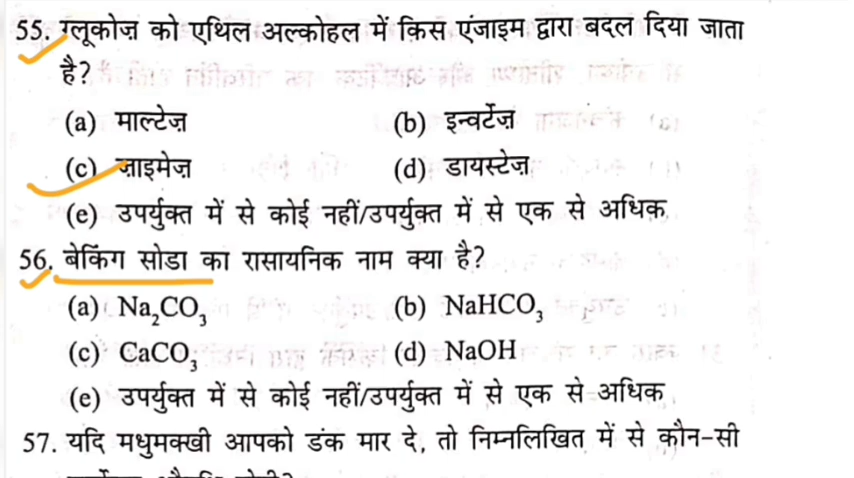 55. ग्लूकोज़ को एथिल अल्कोहल में किस एंजाइम द्वारा बदल दिया जाता
है?
(a) माल्टेज़ (b) इन्वर्टेज़
(c) ज़ाइमेज़ (d) डायस्टेज़
(e) उपर्युक्त में से कोई नहीं/उपर्युक्त में से एक से अधिक
56. बेकिंग सोडा का रासायनिक नाम क्या है?
(a) Na₂CO₃ (b) NaHCO₃
(c) CaCO₃ (d) NaOH
(e) उपर्युक्त में से कोई नहीं/उपर्युक्त में से एक से अधिक
57. यदि मधुमक्खी आपको डंक मार दे, तो निम्नलिखित में से कौन-सी